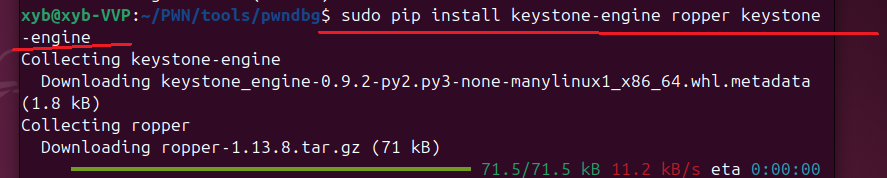 xyb@xyb-VVP:~/PWN/tools/pwndbg$ sudo pip install keystone-engine ropper keystone
-engine
Collecting keystone-engine
  Downloading keystone_engine-0.9.2-py2.py3-none-manylinux1_x86_64.whl.metadata
(1.8 kB)
Collecting ropper
  Downloading ropper-1.13.8.tar.gz (71 kB)
71.5/71.5 kB 11.2 kB/s eta 0:00:00